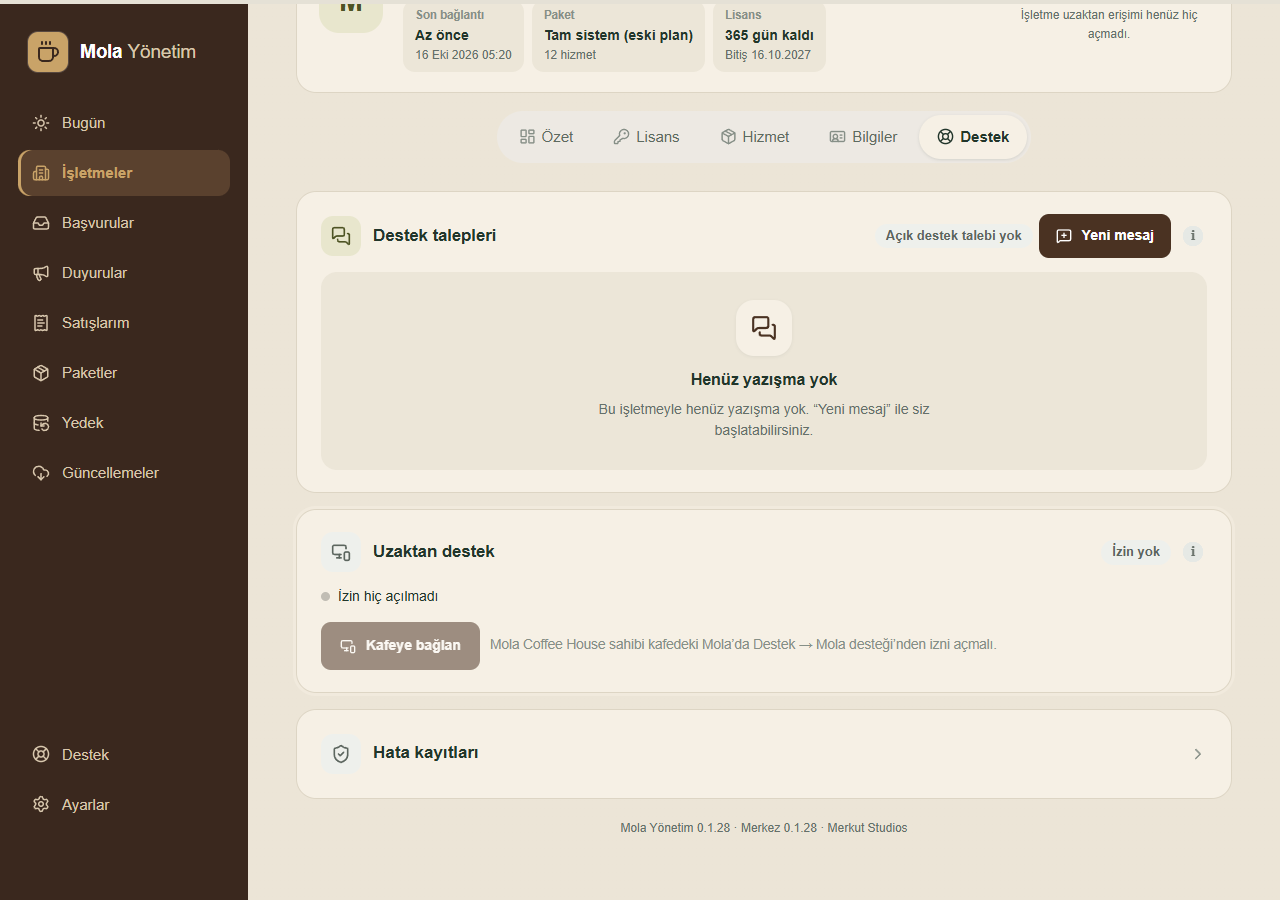 Mola Yönetim
Bugün
İşletmeler
Başvurular
Duyurular
Satışlarım
Paketler
Yedek
Güncellemeler
Destek
Ayarlar
Son bağlantı
Az önce
16 Eki 2026 05:20
Paket
Tam sistem (eski plan)
12 hizmet
Lisans
365 gün kaldı
Bitiş 16.10.2027
İşletme uzaktan erişimi henüz hiç
açmadı.
Özet
Lisans
Hizmet
Bilgiler
Destek
Destek talepleri
Açık destek talebi yok
Yeni mesaj
Henüz yazışma yok
Bu işletmeyle henüz yazışma yok. “Yeni mesaj” ile siz
başlatabilirsiniz.
Uzaktan destek
İzin yok
İzin hiç açılmadı
Kafeye bağlan
Mola Coffee House sahibi kafedeki Mola’da Destek → Mola desteği’nden izni açmalı.
Hata kayıtları
Mola Yönetim 0.1.28 · Merkez 0.1.28 · Merkut Studios